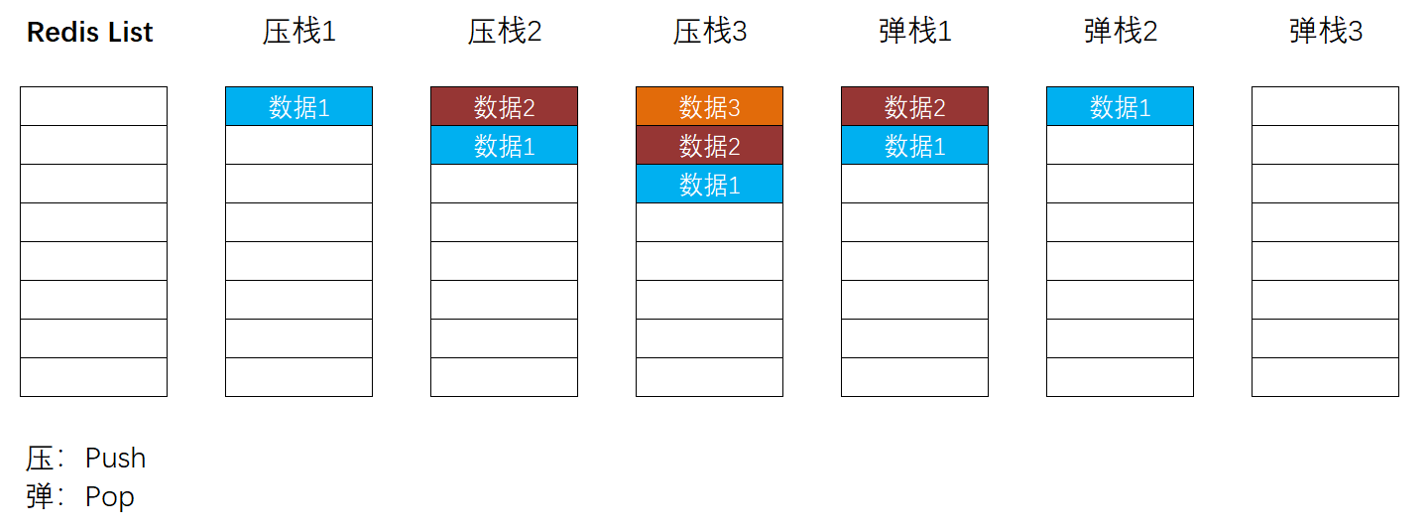 Redis List 压栈1 压栈2 压栈3 弹栈1 弹栈2 弹栈3
数据1 数据2 数据3 数据2 数据1
数据1 数据2 数据1
数据1
压：Push
弹：Pop